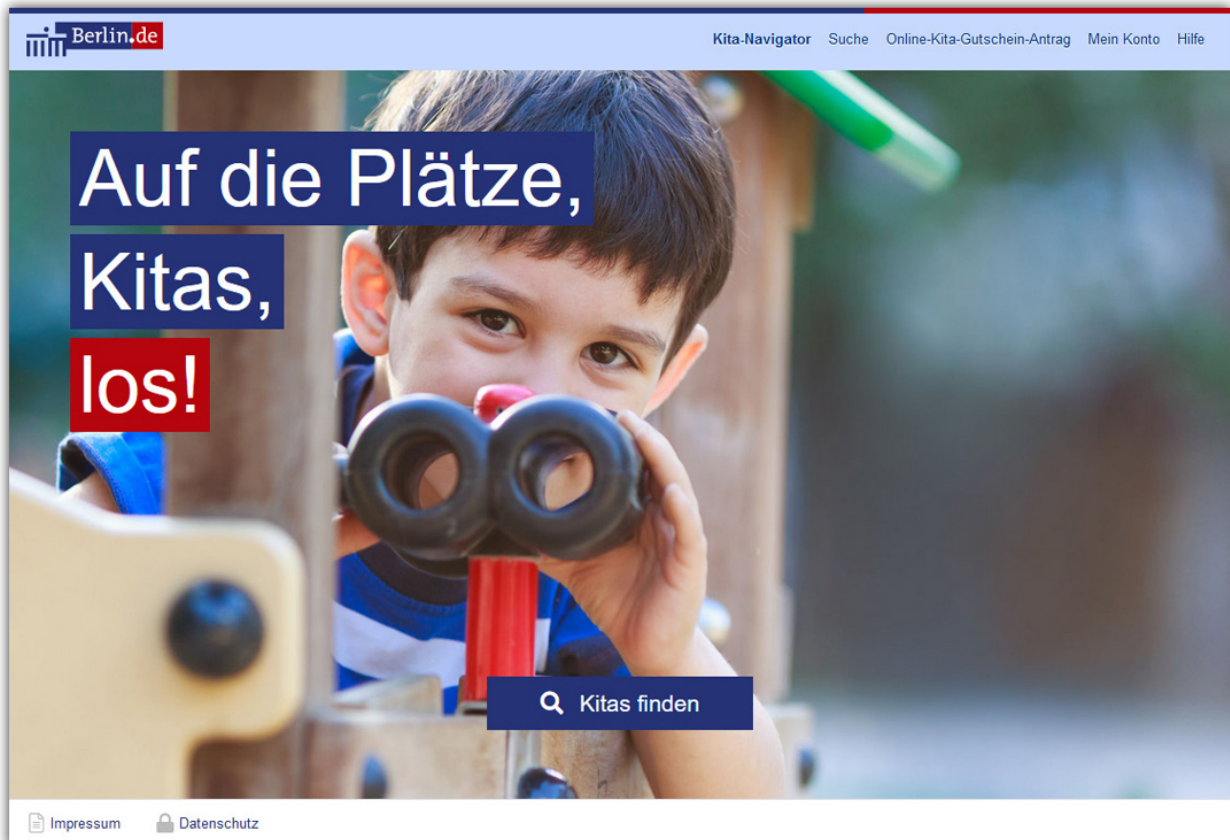 Berlin.de
Kita-Navigator Suche Online-Kita-Gutschein-Antrag Mein Konto Hilfe
Auf die Plätze,
Kitas,
los!
Kitas finden
Impressum Datenschutz